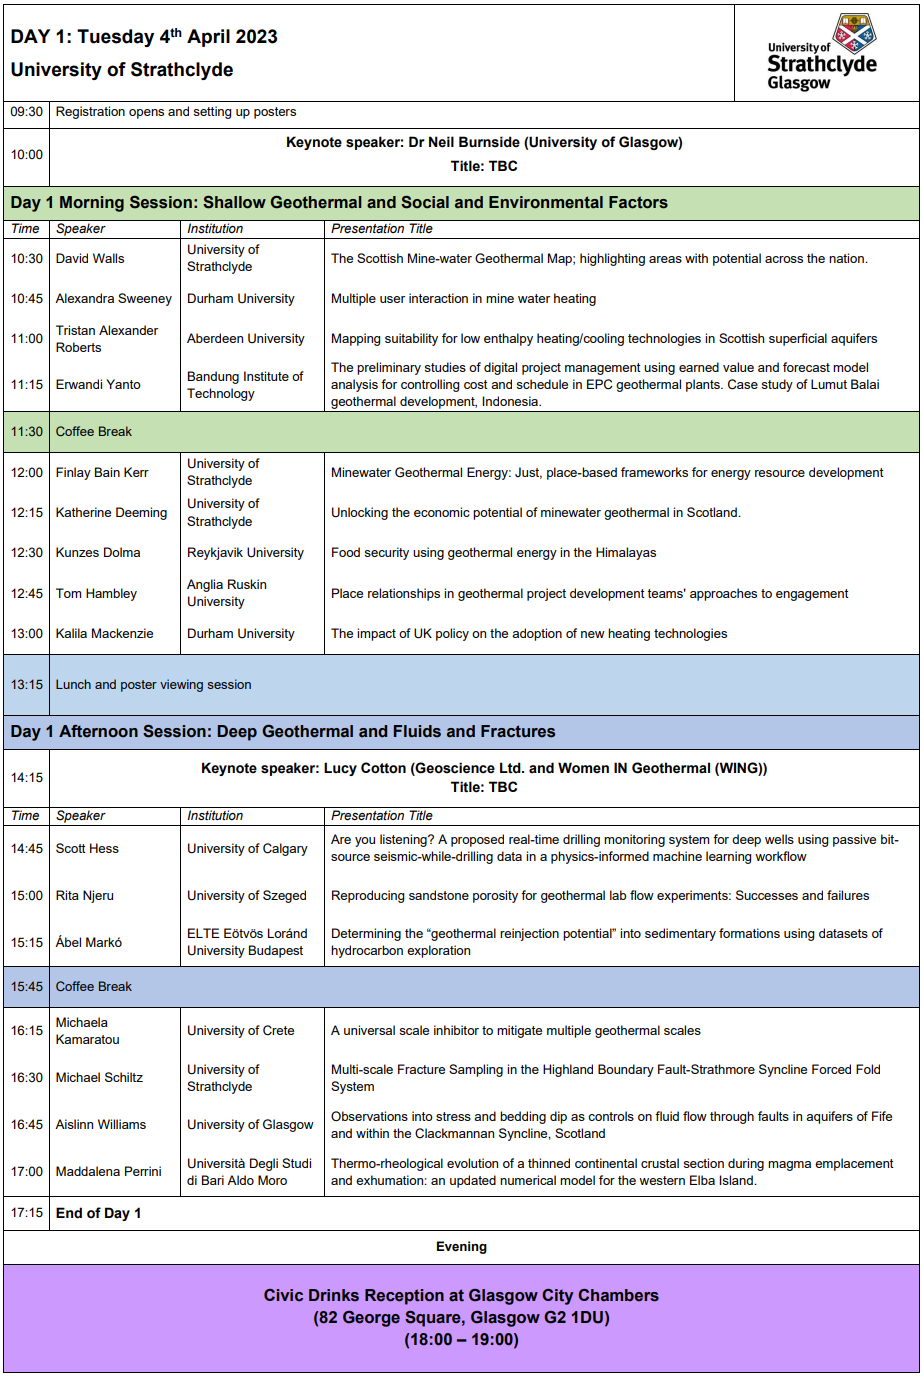 DAY 1: Tuesday 4th April 2023
University of Strathclyde
University of
Strathclyde
Glasgow
09:30 Registration opens and setting up posters
10:00
Keynote speaker: Dr Neil Burnside (University of Glasgow)
Title: TBC
Day 1 Morning Session: Shallow Geothermal and Social and Environmental Factors
Time Speaker Institution Presentation Title
10:30 David Walls
University of
Strathclyde
The Scottish Mine-water Geothermal Map; highlighting areas with potential across the nation.
10:45 Alexandra Sweeney Durham University Multiple user interaction in mine water heating
11:00
Tristan Alexander
Roberts
Aberdeen University Mapping suitability for low enthalpy heating/cooling technologies in Scottish superficial aquifers
11:15 Erwandi Yanto
Bandung Institute of
Technology
The preliminary studies of digital project management using earned value and forecast model
analysis for controlling cost and schedule in EPC geothermal plants. Case study of Lumut Balai
geothermal development, Indonesia.
11:30 Coffee Break
12:00 Finlay Bain Kerr
University of
Strathclyde
Minewater Geothermal Energy: Just, place-based frameworks for energy resource development
12:15 Katherine Deeming
University of
Strathclyde
Unlocking the economic potential of minewater geothermal in Scotland.
12:30 Kunzes Dolma Reykjavik University Food security using geothermal energy in the Himalayas
12:45 Tom Hambley
Anglia Ruskin
University
Place relationships in geothermal project development teams' approaches to engagement
13:00 Kalila Mackenzie Durham University The impact of UK policy on the adoption of new heating technologies
13:15 Lunch and poster viewing session
Day 1 Afternoon Session: Deep Geothermal and Fluids and Fractures
14:15
Keynote speaker: Lucy Cotton (Geoscience Ltd. and Women IN Geothermal (WING))
Title: TBC
Time Speaker Institution Presentation Title
14:45 Scott Hess University of Calgary
Are you listening? A proposed real-time drilling monitoring system for deep wells using passive bit-
source seismic-while-drilling data in a physics-informed machine learning workflow
15:00 Rita Njeru University of Szeged Reproducing sandstone porosity for geothermal lab flow experiments: Successes and failures
15:15 Ábel Markó
ELTE Eötvös Loránd
University Budapest
Determining the “geothermal reinjection potential” into sedimentary formations using datasets of
hydrocarbon exploration
15:45 Coffee Break
16:15
Michaela
Kamaratou
University of Crete A universal scale inhibitor to mitigate multiple geothermal scales
16:30 Michael Schiltz
University of
Strathclyde
Multi-scale Fracture Sampling in the Highland Boundary Fault-Strathmore Syncline Forced Fold
System
16:45 Aislinn Williams University of Glasgow
Observations into stress and bedding dip as controls on fluid flow through faults in aquifers of Fife
and within the Clackmannan Syncline, Scotland
17:00 Maddalena Perrini
Università Degli Studi
di Bari Aldo Moro
Thermo-rheological evolution of a thinned continental crustal section during magma emplacement
and exhumation: an updated numerical model for the western Elba Island.
17:15 End of Day 1
Evening
Civic Drinks Reception at Glasgow City Chambers
(82 George Square, Glasgow G2 1DU)
(18:00 – 19:00)